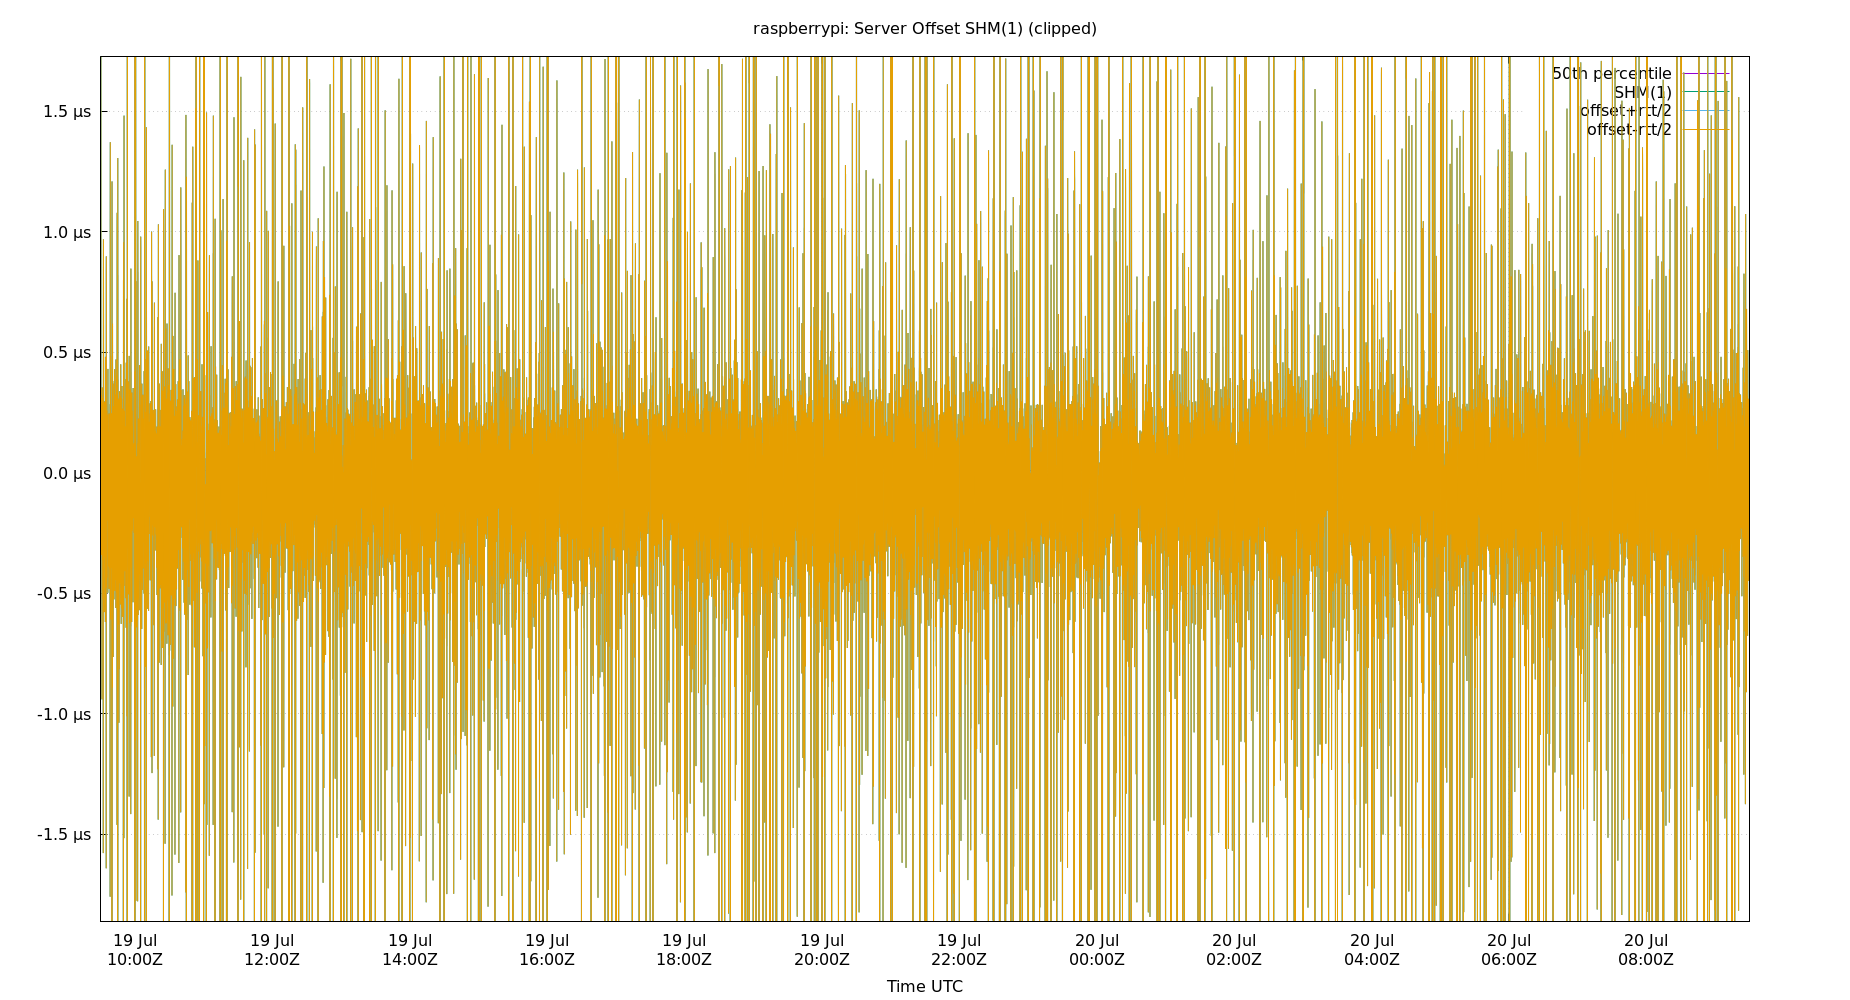 raspberrypi: Server Offset SHM(1) (clipped)
50th percentile
SHM(1)
offset+rtt/2
offset-rtt/2
1.5 µs
1.0 µs
0.5 µs
0.0 µs
-0.5 µs
-1.0 µs
-1.5 µs
19 Jul 19 Jul 19 Jul 19 Jul 19 Jul 19 Jul 19 Jul 20 Jul 20 Jul 20 Jul 20 Jul 20 Jul
10:00Z 12:00Z 14:00Z 16:00Z 18:00Z 20:00Z 22:00Z 00:00Z 02:00Z 04:00Z 06:00Z 08:00Z
Time UTC